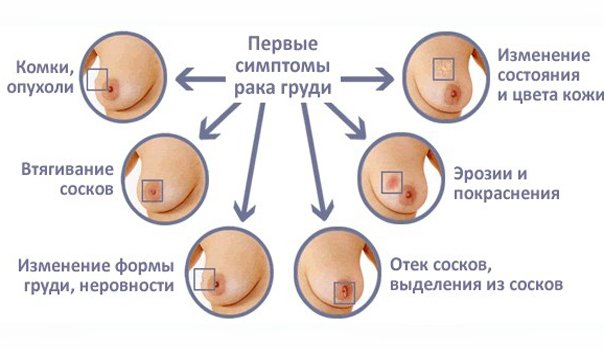 Первые
симптомы
рака груди
Комки,
опухоли
Изменение
состояния
и цвета кожи
Втягивание
сосков
Эрозии и
покраснения
Изменение формы
груди, неровности
Отек сосков,
выделения из сосков